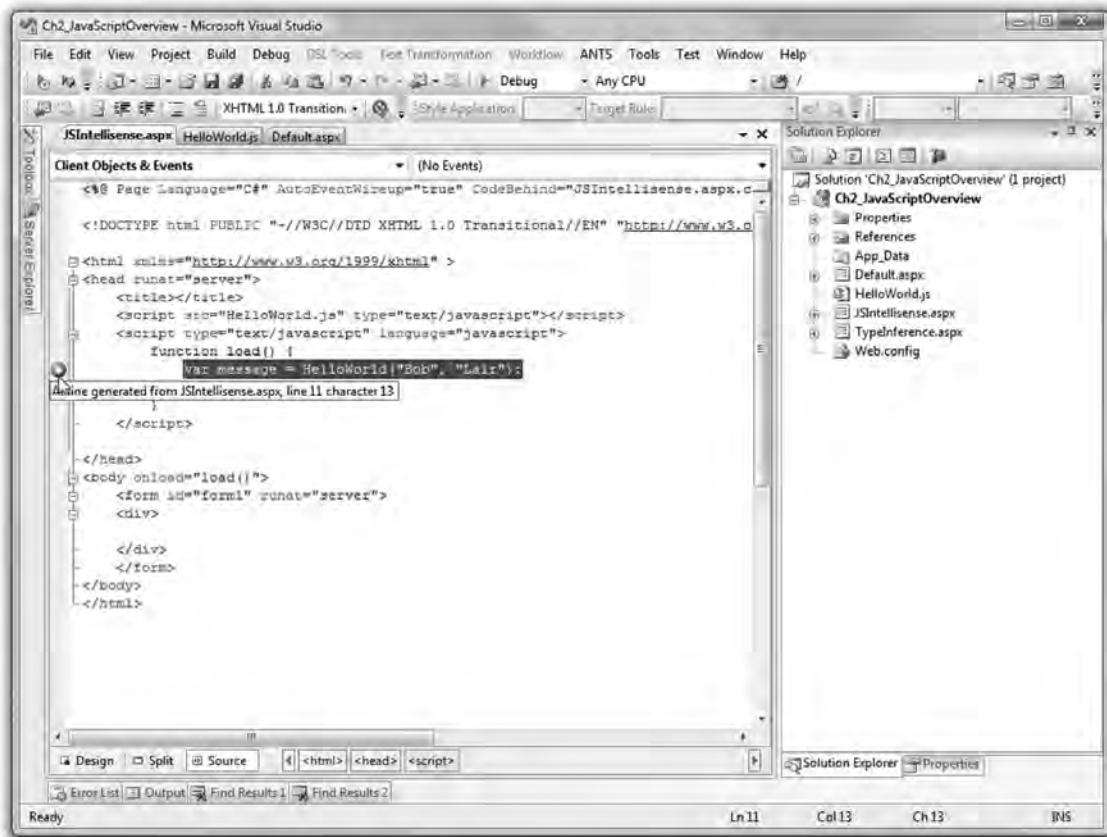 Ch2_JavaScriptOverview - Microsoft Visual Studio
File Edit View Project Build Debug DSL Tools Text Transformation Workflow ANTS Tools Test Window Help
Debug Any CPU /
XHTML 1.0 Transition. Style Application: Target Rule:
Toolbox
Server Explorer
JSIntellisense.aspx HelloWorld.js Default.aspx
Client Objects & Events (No Events)
<%@ Page Language="C#" AutoEventWireup="true" CodeBehind="JSIntellisense.aspx.c
<!DOCTYPE html PUBLIC "-//W3C//DTD XHTML 1.0 Transitional//EN" "http://www.w3.o
<html xmlns="http://www.w3.org/1999/xhtml" >
<head runat="server">
<title></title>
<script src="HelloWorld.js" type="text/javascript"></script>
<script type="text/javascript" language="javascript">
function load() {
var message = HelloWorld("Bob", "Lair");
line generated from JSIntellisense.aspx, line 11 character 13
}
</script>
</head>
<body onload="load()">
<form id="form1" runat="server">
<div>
</div>
</form>
</body>
</html>
Design Split Source <html> <head> <script>
Error List Output Find Results 1 Find Results 2
Solution Explorer
Solution 'Ch2_JavaScriptOverview' (1 project)
Ch2_JavaScriptOverview
Properties
References
App_Data
Default.aspx
HelloWorld.js
JSIntellisense.aspx
TypeInference.aspx
Web.config
Solution Explorer Properties
Ready Ln 11 Col 13 Ch 13 INS